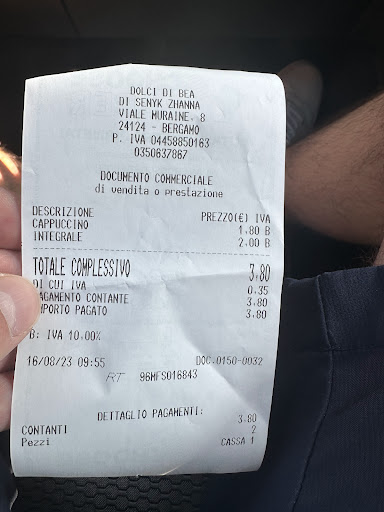 DOLCI DI BEA
DI SENYK ZHANNA
VIALE MURAINE, 8
24124 - BERGAMO
P. IVA 04458850163
0350637867
DOCUMENTO COMMERCIALE
di vendita o prestazione
DESCRIZIONE PREZZO(€) IVA
CAPPUCCINO 1,80 B
INTEGRALE 2,00 B
TOTALE COMPLESSIVO 3,80
DI CUI IVA 0,35
PAGAMENTO CONTANTE 3,80
IMPORTO PAGATO 3,80
B: IVA 10,00%
16/08/23 09:55 DOC.0150-0032
RT 96MFS016843
DETTAGLIO PAGAMENTI:
CONTANTI 3,80
Pezzi 2
CASSA 1